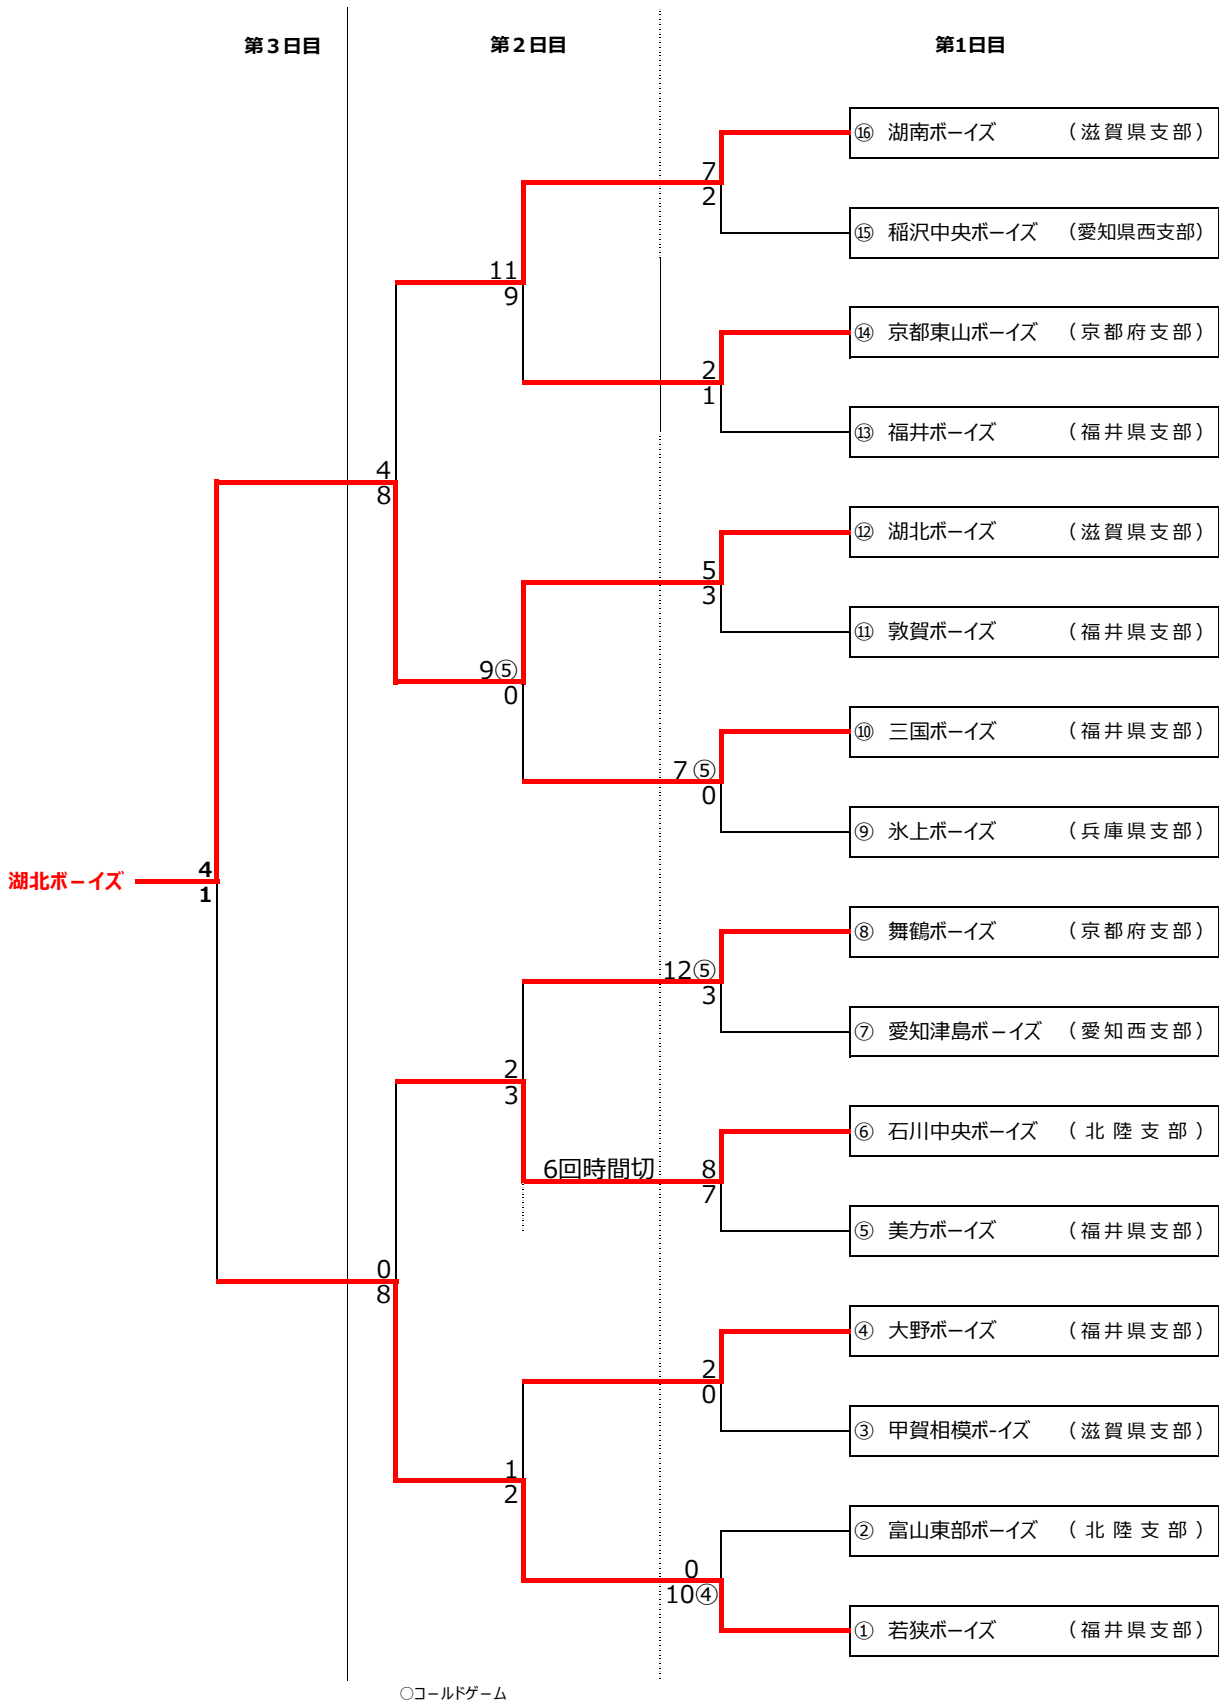 第3日目 第2日目 第1日目
⑯ 湖南ボーイズ （滋賀県支部）
7
2
⑮ 稲沢中央ボーイズ （愛知県西支部）
11
9
⑭ 京都東山ボーイズ （京都府支部）
2
1
⑬ 福井ボーイズ （福井県支部）
4
8
⑫ 湖北ボーイズ （滋賀県支部）
5
3
⑪ 敦賀ボーイズ （福井県支部）
9⑤
0
⑩ 三国ボーイズ （福井県支部）
7⑤
0
⑨ 氷上ボーイズ （兵庫県支部）
湖北ボーイズ
4
1
⑧ 舞鶴ボーイズ （京都府支部）
12⑤
3
⑦ 愛知津島ボーイズ （愛知西支部）
2
3
⑥ 石川中央ボーイズ （北陸支部）
6回時間切
8
7
⑤ 美方ボーイズ （福井県支部）
0
8
④ 大野ボーイズ （福井県支部）
2
0
③ 甲賀相模ボーイズ （滋賀県支部）
1
2
② 富山東部ボーイズ （北陸支部）
0
10④
① 若狭ボーイズ （福井県支部）
○コールドゲーム